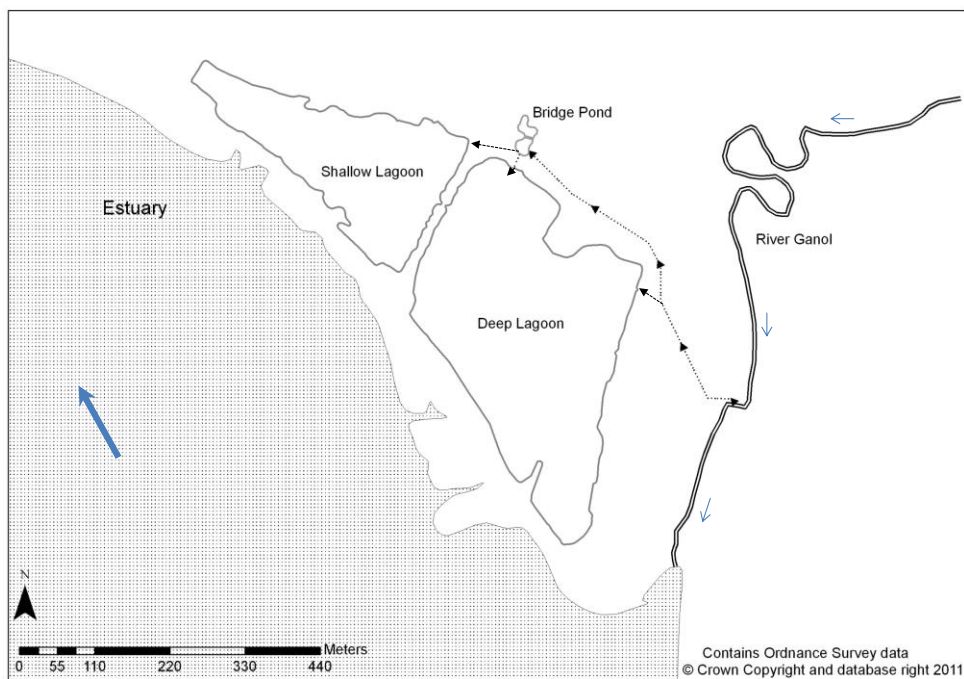 Bridge Pond
Shallow Lagoon
Estuary
River Ganol
Deep Lagoon
N
Meters
0 55 110 220 330 440
Contains Ordnance Survey data
© Crown Copyright and database right 2011